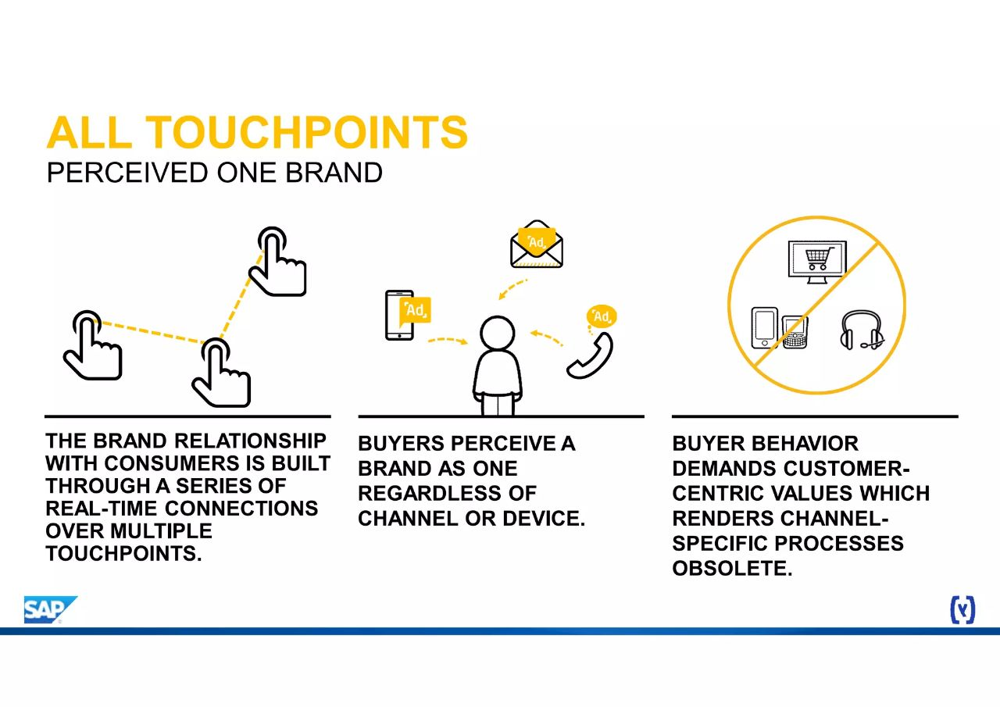 ALL TOUCHPOINTS
PERCEIVED ONE BRAND
Ad
Ad
Ad
THE BRAND RELATIONSHIP
WITH CONSUMERS IS BUILT
THROUGH A SERIES OF
REAL-TIME CONNECTIONS
OVER MULTIPLE
TOUCHPOINTS.
BUYERS PERCEIVE A
BRAND AS ONE
REGARDLESS OF
CHANNEL OR DEVICE.
BUYER BEHAVIOR
DEMANDS CUSTOMER-
CENTRIC VALUES WHICH
RENDERS CHANNEL-
SPECIFIC PROCESSES
OBSOLETE.
SAP